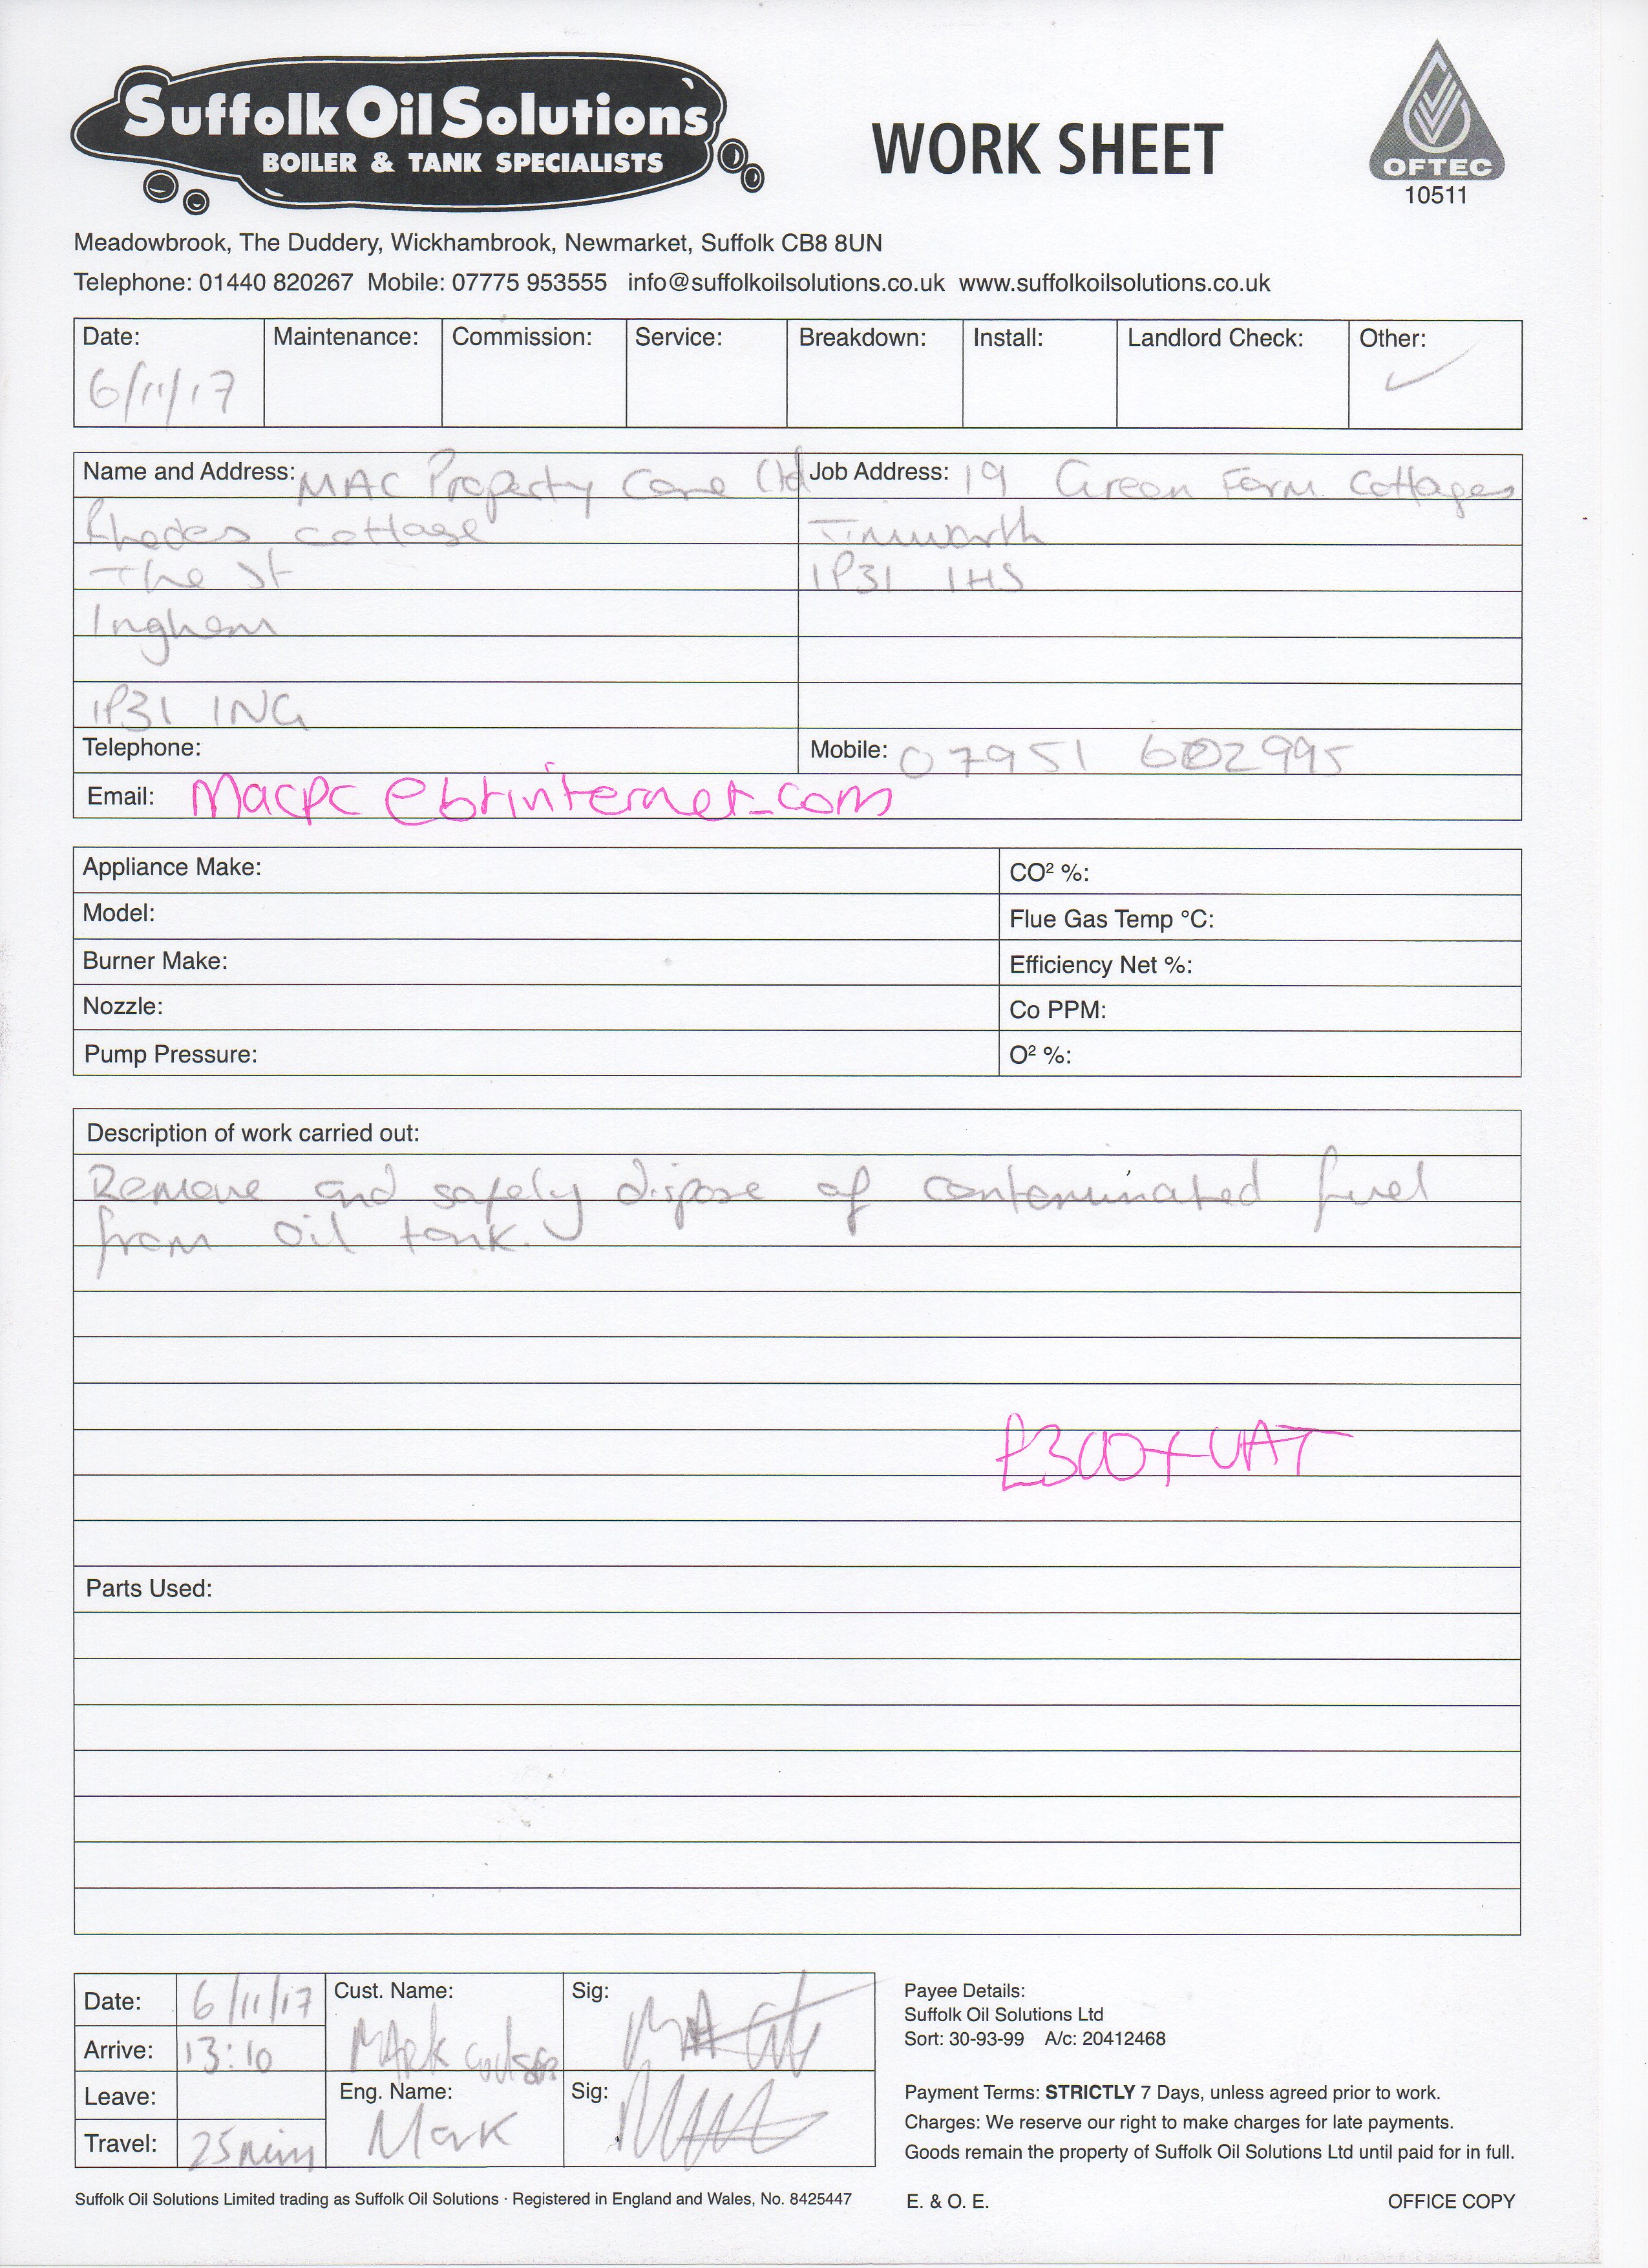 Suffolk Oil Solutions
BOILER & TANK SPECIALISTS
WORK SHEET
OFTEC
10511
Meadowbrook, The Duddery, Wickhambrook, Newmarket, Suffolk CB8 8UN
Telephone: 01440 820267 Mobile: 07775 953555 info@suffolkoilsolutions.co.uk www.suffolkoilsolutions.co.uk
Date: Maintenance: Commission: Service: Breakdown: Install: Landlord Check: Other:
6/11/17 ✓
Name and Address: MAC Property Care Ltd Job Address: 19 Green Farm Cottages
Rhodes cottage Timworth
The St IP31 1HS
Ingham
IP31 1NG
Telephone: Mobile: 07951 602995
Email: Macpc@btinternet.com
Appliance Make: CO² %:
Model: Flue Gas Temp °C:
Burner Make: Efficiency Net %:
Nozzle: Co PPM:
Pump Pressure: O² %:
Description of work carried out:
Remove and safely dispose of contaminated fuel
from oil tank.
£300+VAT
Parts Used:
Date: 6/11/17 Cust. Name: Sig:
Arrive: 13:10 Mark
Leave: Eng. Name: Sig:
Travel: 25min Mark
Payee Details:
Suffolk Oil Solutions Ltd
Sort: 30-93-99 A/c: 20412468
Payment Terms: STRICTLY 7 Days, unless agreed prior to work.
Charges: We reserve our right to make charges for late payments.
Goods remain the property of Suffolk Oil Solutions Ltd until paid for in full.
Suffolk Oil Solutions Limited trading as Suffolk Oil Solutions · Registered in England and Wales, No. 8425447
E. & O. E. OFFICE COPY